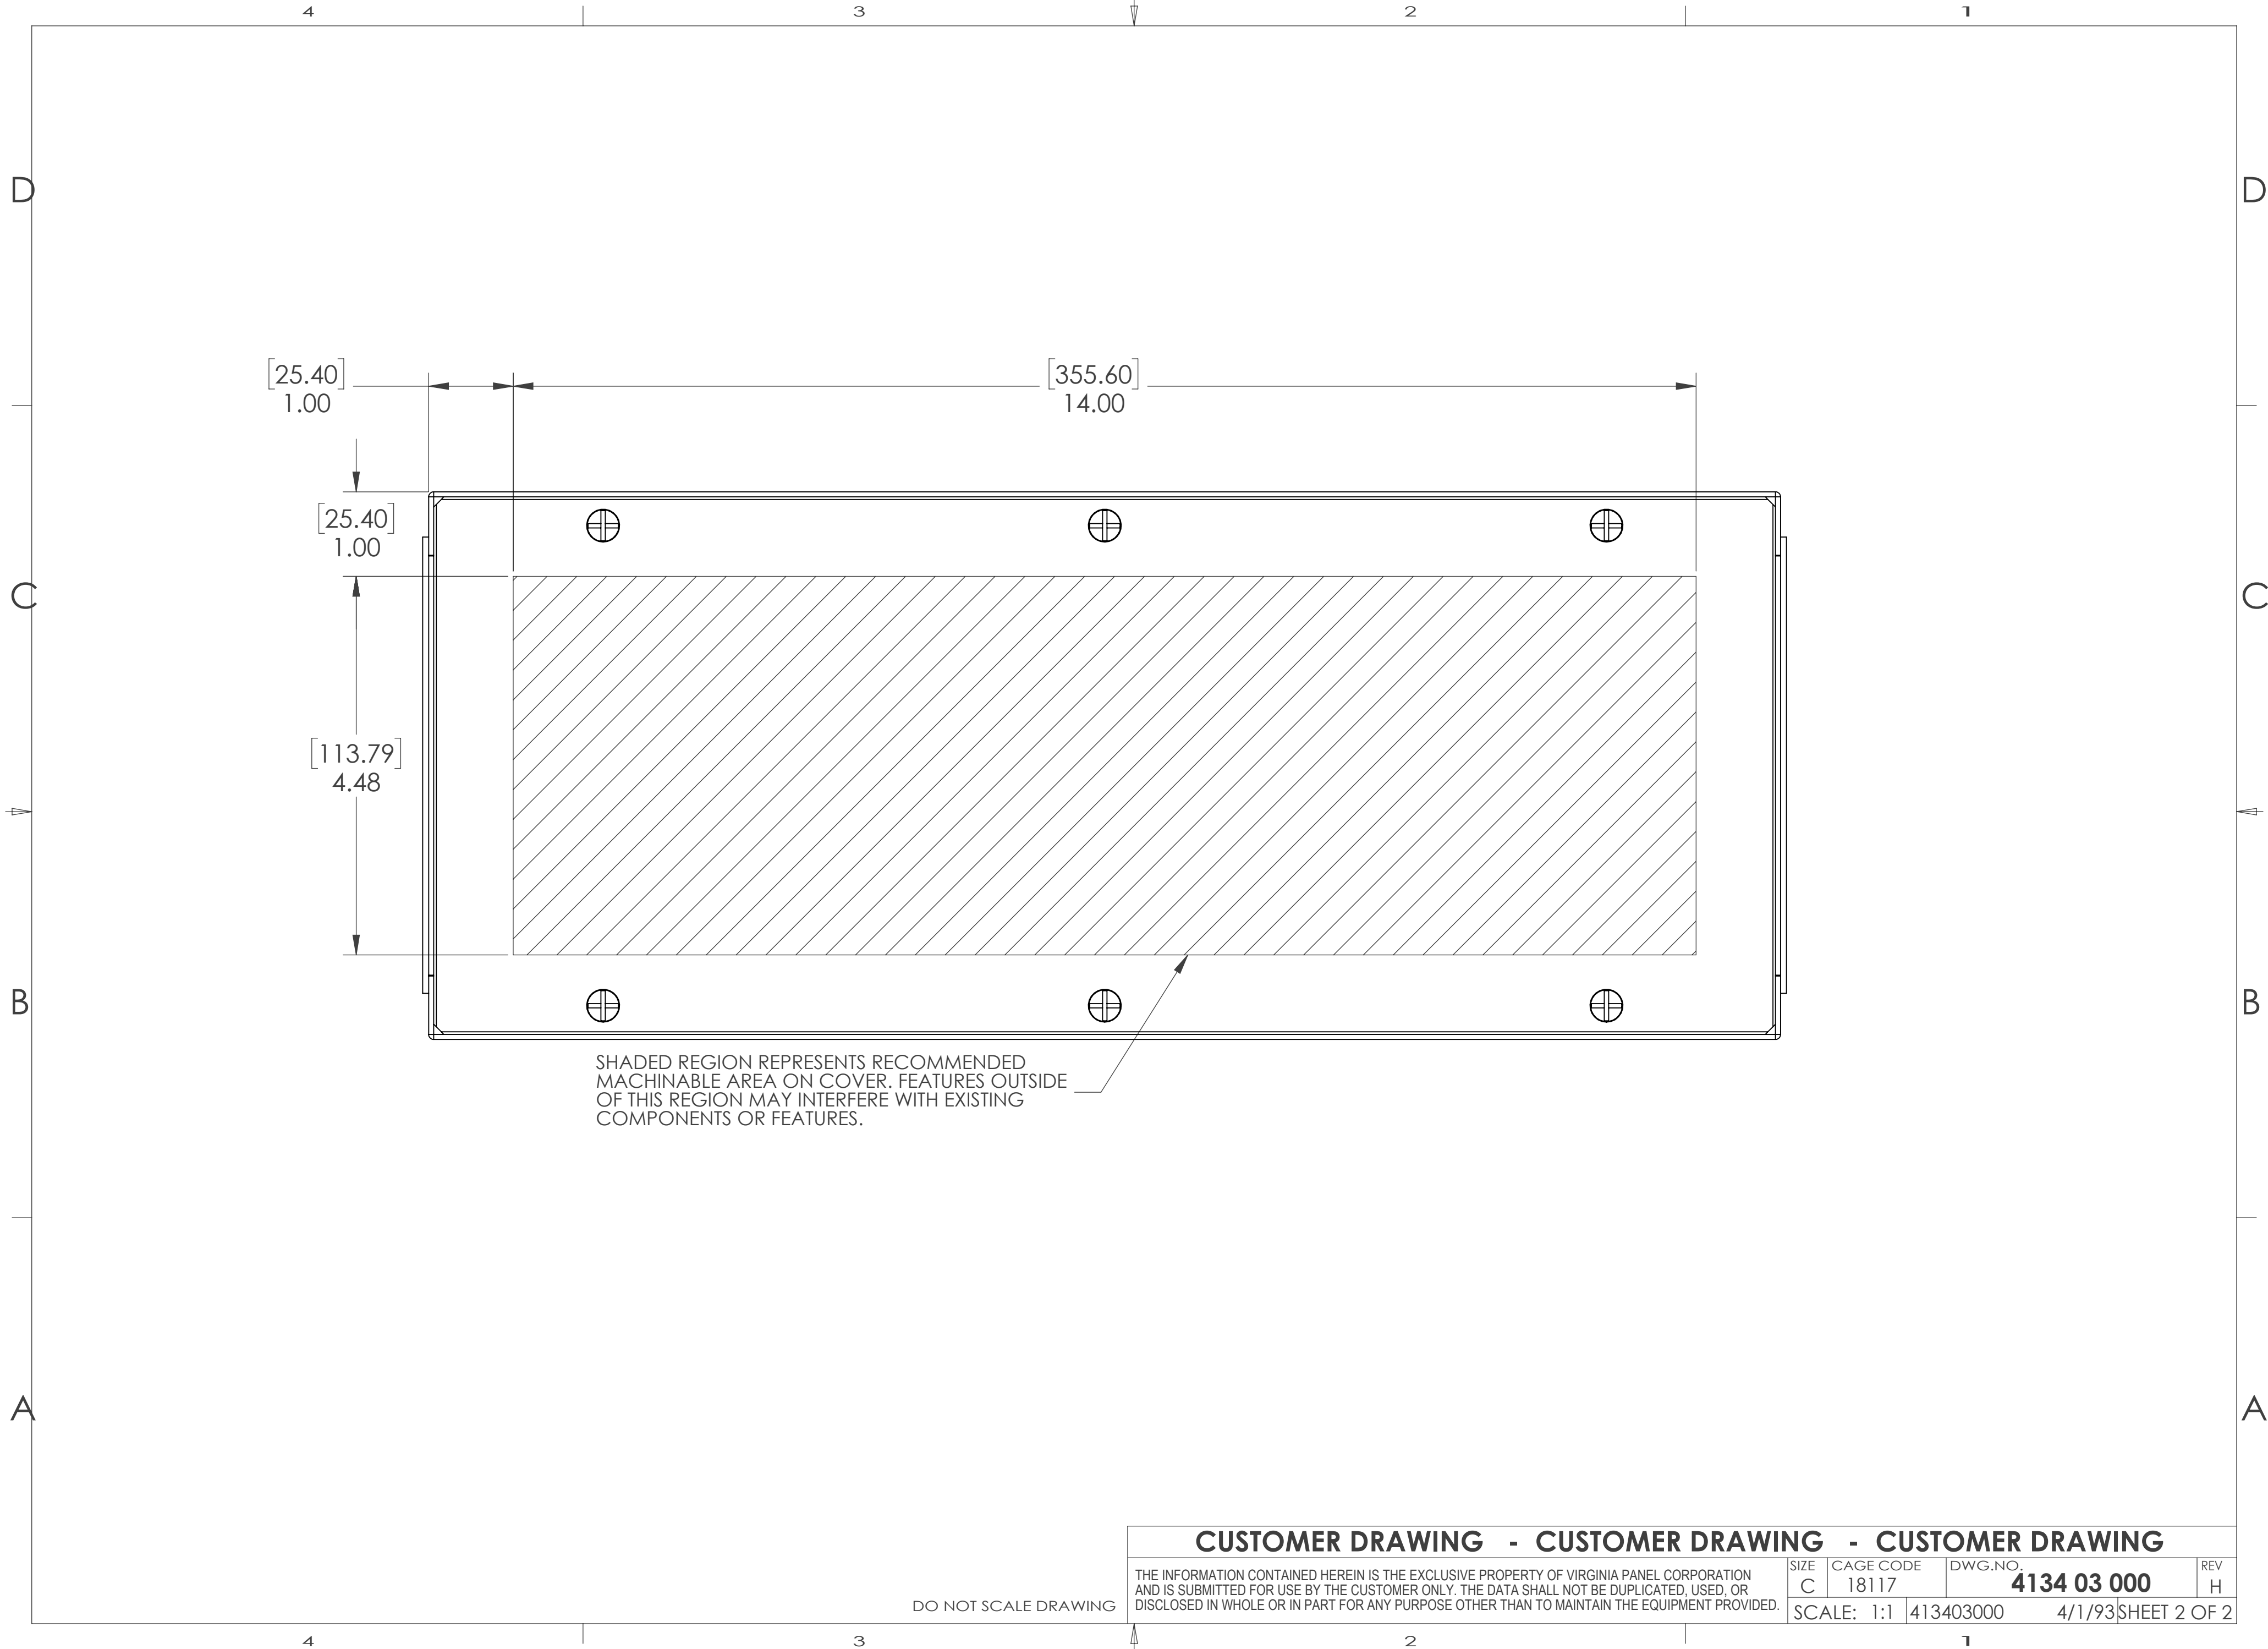 4 3 2 1
D D
[25.40]
1.00
[355.60]
14.00
[25.40]
1.00
C C
[113.79]
4.48
B B
SHADED REGION REPRESENTS RECOMMENDED
MACHINABLE AREA ON COVER. FEATURES OUTSIDE
OF THIS REGION MAY INTERFERE WITH EXISTING
COMPONENTS OR FEATURES.
A A
CUSTOMER DRAWING - CUSTOMER DRAWING - CUSTOMER DRAWING
THE INFORMATION CONTAINED HEREIN IS THE EXCLUSIVE PROPERTY OF VIRGINIA PANEL CORPORATION
AND IS SUBMITTED FOR USE BY THE CUSTOMER ONLY. THE DATA SHALL NOT BE DUPLICATED, USED, OR
DISCLOSED IN WHOLE OR IN PART FOR ANY PURPOSE OTHER THAN TO MAINTAIN THE EQUIPMENT PROVIDED.
SIZE CAGE CODE DWG.NO. REV
C 18117 4134 03 000 H
DO NOT SCALE DRAWING
SCALE: 1:1 413403000 4/1/93 SHEET 2 OF 2
4 3 2 1